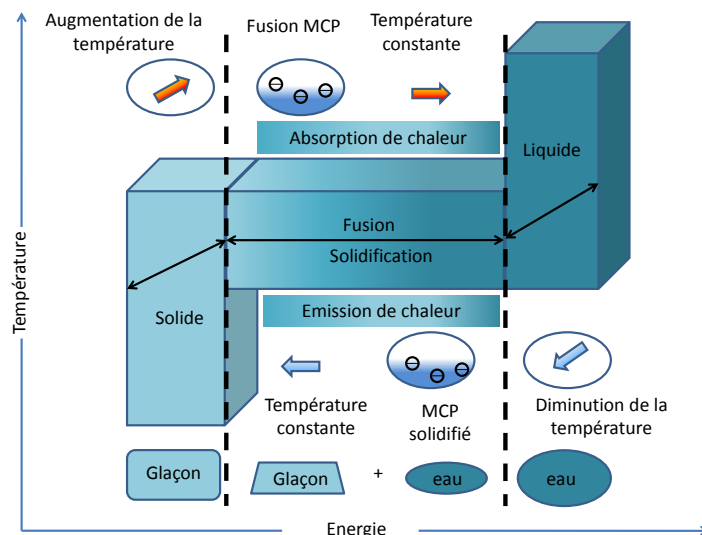 Augmentation de la
température
Fusion MCP
Température
constante
Absorption de chaleur
Liquide
Fusion
Solidification
Température
Solide
Emission de chaleur
Température
constante
MCP
solidifié
Diminution de la
température
Glaçon
Glaçon
+
eau
eau
Energie